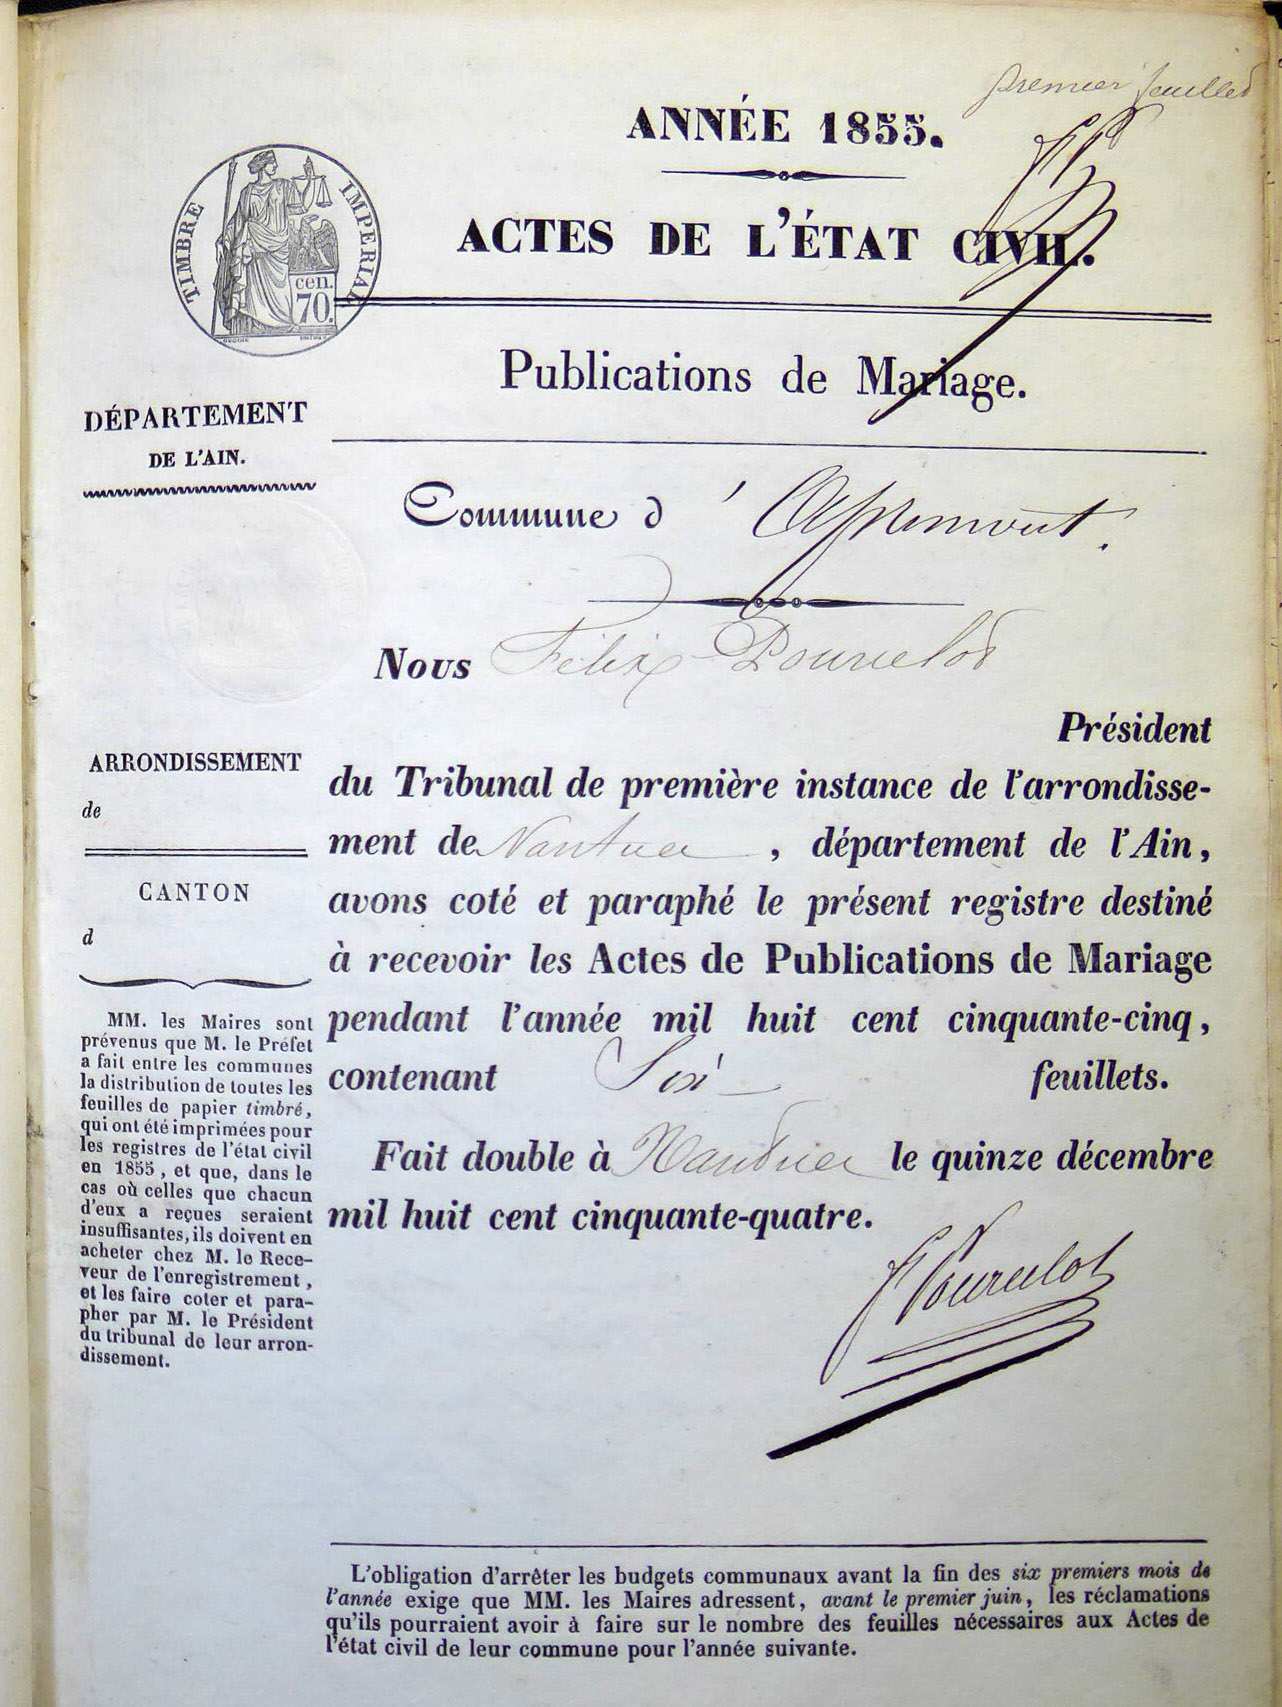 premier feuillet
ANNÉE 1855.
TIMBRE IMPERIAL
cen.
70.
ACTES DE L'ÉTAT CIVIL.
Publications de Mariage.
DÉPARTEMENT
DE L'AIN.
Commune d'Apremont.
Nous Félix Pourcelot
Président
du Tribunal de première instance de l'arrondisse-
ment de Nantua, département de l'Ain,
avons coté et paraphé le présent registre destiné
à recevoir les Actes de Publications de Mariage
pendant l'année mil huit cent cinquante-cinq,
contenant Six feuillets.
Fait double à Nantua le quinze décembre
mil huit cent cinquante-quatre.
F Pourcelot
ARRONDISSEMENT
de
CANTON
d
MM. les Maires sont
prévenus que M. le Préfet
a fait entre les communes
la distribution de toutes les
feuilles de papier timbré,
qui ont été imprimées pour
les registres de l'état civil
en 1855, et que, dans le
cas où celles que chacun
d'eux a reçues seraient
insuffisantes, ils doivent en
acheter chez M. le Rece-
veur de l'enregistrement,
et les faire coter et para-
pher par M. le Président
du tribunal de leur arron-
dissement.
L'obligation d'arrêter les budgets communaux avant la fin des six premiers mois de
l'année exige que MM. les Maires adressent, avant le premier juin, les réclamations
qu'ils pourraient avoir à faire sur le nombre des feuilles nécessaires aux Actes de
l'état civil de leur commune pour l'année suivante.